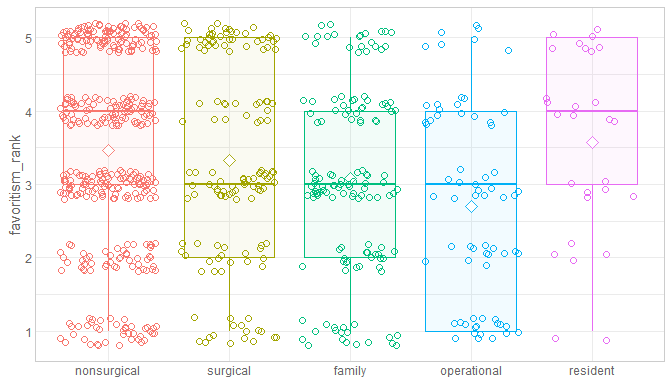 favoritism_rank
5
4
3
2
1
nonsurgical
surgical
family
operational
resident